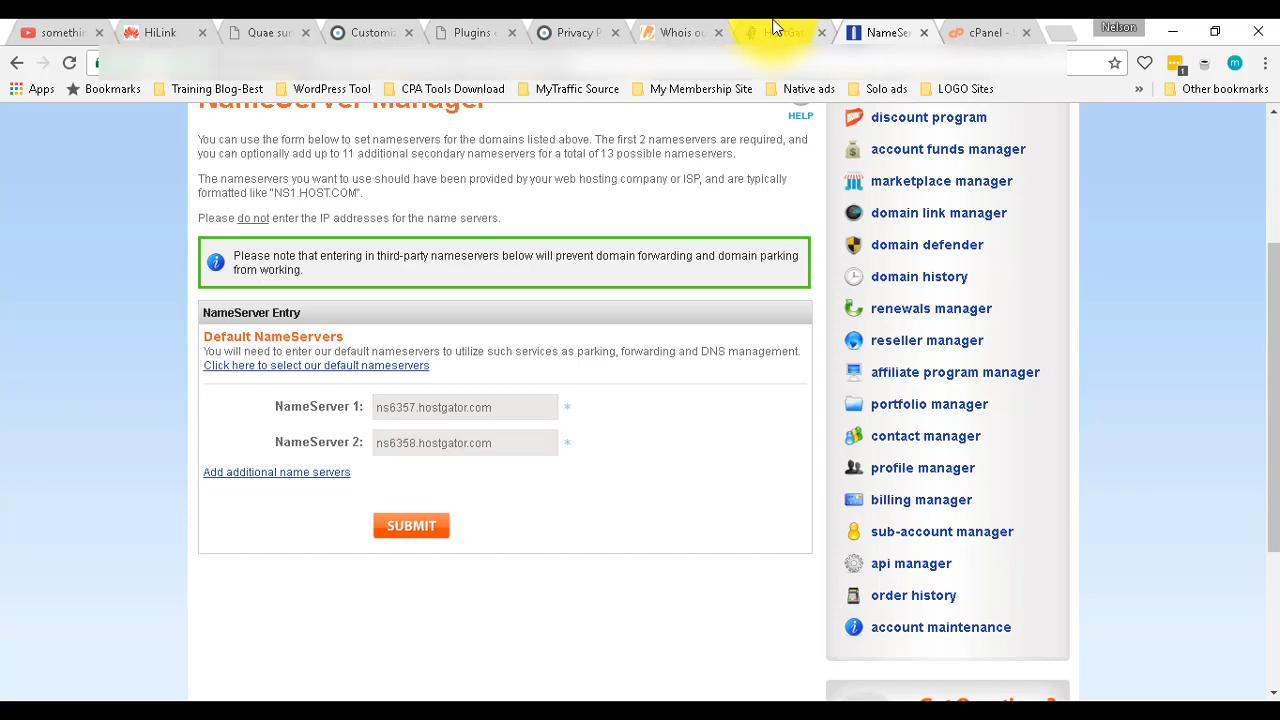 Nelson
omethin
HfLink
Quae sun
Customiz
Plugins
Privacy P
Whois ou
HostGat
NameSer
cPanel -
1
m
Apps
Bookmarks
Training Blog-Best
WordPress Tool
CPA Tools Download
MyTraffic Source
My Membership Site
Native ads
Solo ads
LOGO Sites
»
Other bookmarks
NameServer Manager
HELP
You can use the form below to set nameservers for the domains listed above. The first 2 nameservers are required, and
you can optionally add up to 11 additional secondary nameservers for a total of 13 possible nameservers.
The nameservers you want to use should have been provided by your web hosting company or ISP, and are typically
formatted like "NS1.HOST.COM".
Please do not enter the IP addresses for the name servers.
Please note that entering in third-party nameservers below will prevent domain forwarding and domain parking
from working.
NameServer Entry
Default NameServers
You will need to enter our default nameservers to utilize such services as parking, forwarding and DNS management.
Click here to select our default nameservers
NameServer 1: ns6357.hostgator.com *
NameServer 2: ns6358.hostgator.com *
Add additional name servers
SUBMIT
discount program
account funds manager
marketplace manager
domain link manager
domain defender
domain history
renewals manager
reseller manager
affiliate program manager
portfolio manager
contact manager
profile manager
billing manager
sub-account manager
api manager
order history
account maintenance